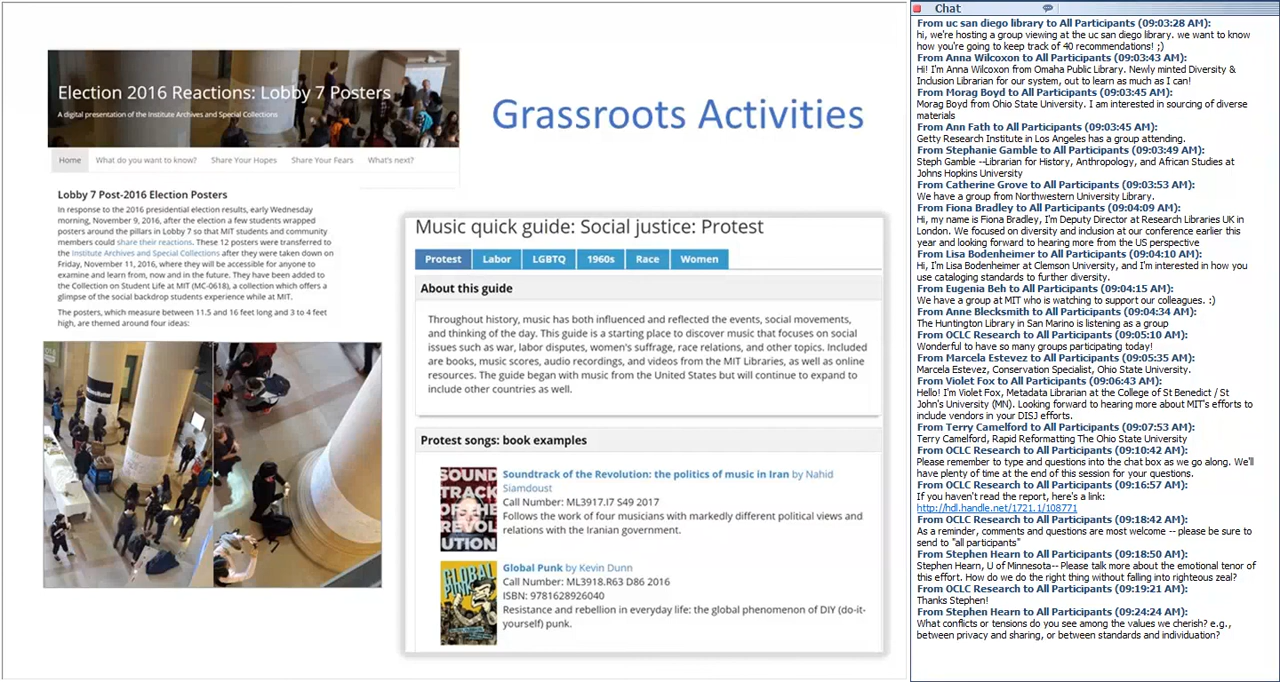 Election 2016 Reactions: Lobby 7 Posters
A digital presentation of the Institute Archives and Special Collections
Home What do you want to know? Share Your Hopes Share Your Fears What's next?
Lobby 7 Post-2016 Election Posters
In response to the 2016 presidential election results, early Wednesday
morning, November 9, 2016, after the election a few students wrapped
posters around the pillars in Lobby 7 so that MIT students and community
members could share their reactions. These 12 posters were transferred to
the Institute Archives and Special Collections after they were taken down on
Friday, November 11, 2016, where they will be accessible for anyone to
examine and learn from, now and in the future. They have been added to
the Collection on Student Life at MIT (MC-0618), a collection which offers a
glimpse of the social backdrop students experience while at MIT.
The posters, which measure between 11.5 and 16 feet long and 3 to 4 feet
high, are themed around four ideas:
Grassroots Activities
Music quick guide: Social justice: Protest
Protest Labor LGBTQ 1960s Race Women
About this guide
Throughout history, music has both influenced and reflected the events, social movements,
and thinking of the day. This guide is a starting place to discover music that focuses on social
issues such as war, labor disputes, women's suffrage, race relations, and other topics. Included
are books, music scores, audio recordings, and videos from the MIT Libraries, as well as online
resources. The guide began with music from the United States but will continue to expand to
include other countries as well.
Protest songs: book examples
SOUND
TRACK
OF THE
REVOL
UTION
Soundtrack of the Revolution: the politics of music in Iran by Nahid
Siamdoust
Call Number: ML3917.I7 S49 2017
Follows the work of four musicians with markedly different political views and
relations with the Iranian government.
GLOBAL
PUNK
Global Punk by Kevin Dunn
Call Number: ML3918.R63 D86 2016
ISBN: 9781628926040
Resistance and rebellion in everyday life: the global phenomenon of DIY (do-it-
yourself) punk.
Chat
From uc san diego library to All Participants (09:03:28 AM):
hi, we're hosting a group viewing at the uc san diego library. we want to know
how you're going to keep track of 40 recommendations! ;)
From Anna Wilcoxon to All Participants (09:03:43 AM):
Hi! I'm Anna Wilcoxon from Omaha Public Library. Newly minted Diversity &
Inclusion Librarian for our system, out to learn as much as I can!
From Morag Boyd to All Participants (09:03:45 AM):
Morag Boyd from Ohio State University. I am interested in sourcing of diverse
materials
From Ann Fath to All Participants (09:03:45 AM):
Getty Research Institute in Los Angeles has a group attending.
From Stephanie Gamble to All Participants (09:03:49 AM):
Steph Gamble --Librarian for History, Anthropology, and African Studies at
Johns Hopkins University
From Catherine Grove to All Participants (09:03:53 AM):
We have a group from Northwestern University Library.
From Fiona Bradley to All Participants (09:04:09 AM):
Hi, my name is Fiona Bradley, I'm Deputy Director at Research Libraries UK in
London. We focused on diversity and inclusion at our conference earlier this
year and looking forward to hearing more from the US perspective
From Lisa Bodenheimer to All Participants (09:04:10 AM):
Hi, I'm Lisa Bodenheimer at Clemson University, and I'm interested in how you
use cataloging standards to further diversity.
From Eugenia Beh to All Participants (09:04:15 AM):
We have a group at MIT who is watching to support our colleagues. :)
From Anne Blecksmith to All Participants (09:04:34 AM):
The Huntington Library in San Marino is listening as a group
From OCLC Research to All Participants (09:05:10 AM):
Wonderful to have so many groups participating today!
From Marcela Estevez to All Participants (09:05:35 AM):
Marcela Estevez, Conservation Specialist, Ohio State University.
From Violet Fox to All Participants (09:06:43 AM):
Hello! I'm Violet Fox, Metadata Librarian at the College of St Benedict / St
John's University (MN). Looking forward to hearing more about MIT's efforts to
include vendors in your DISJ efforts.
From Terry Camelford to All Participants (09:07:53 AM):
Terry Camelford, Rapid Reformatting The Ohio State University
From OCLC Research to All Participants (09:10:42 AM):
Please remember to type and questions into the chat box as we go along. We'll
have plenty of time at the end of this session for your questions.
From OCLC Research to All Participants (09:16:57 AM):
If you haven't read the report, here's a link:
http://hdl.handle.net/1721.1/108771
From OCLC Research to All Participants (09:18:42 AM):
As a reminder, comments and questions are most welcome -- please be sure to
send to "all participants"
From Stephen Hearn to All Participants (09:18:50 AM):
Stephen Hearn, U of Minnesota-- Please talk more about the emotional tenor of
this effort. How do we do the right thing without falling into righteous zeal?
From OCLC Research to All Participants (09:19:21 AM):
Thanks Stephen!
From Stephen Hearn to All Participants (09:24:24 AM):
What conflicts or tensions do you see among the values we cherish? e.g.,
between privacy and sharing, or between standards and individuation?